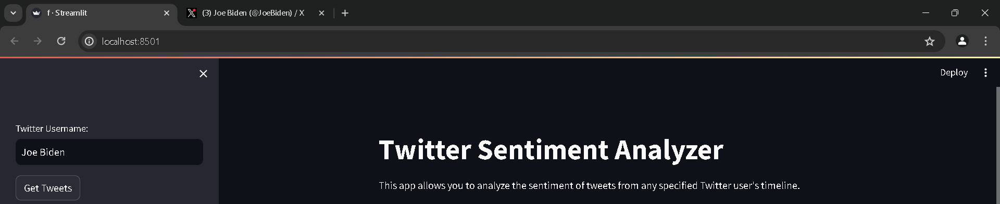 f · Streamlit
(3) Joe Biden (@JoeBiden) / X
localhost:8501
Deploy
Twitter Username:
Joe Biden
Get Tweets
Twitter Sentiment Analyzer
This app allows you to analyze the sentiment of tweets from any specified Twitter user's timeline.